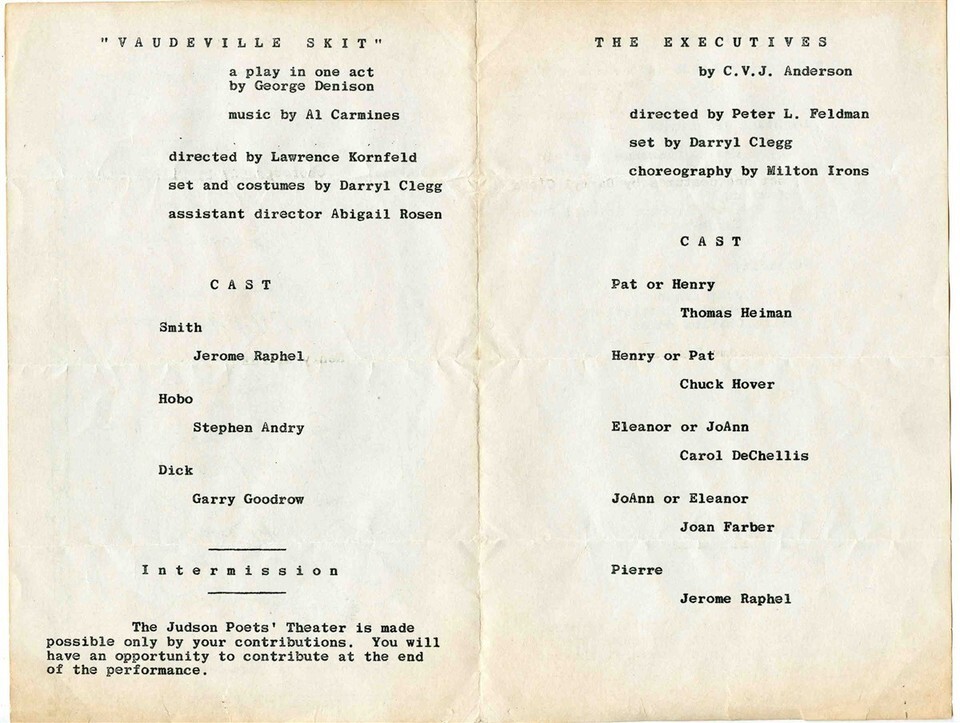 "VAUDEVILLE SKIT"
a play in one act
by George Denison
music by Al Carmines
directed by Lawrence Kornfeld
set and costumes by Darryl Clegg
assistant director Abigail Rosen
CAST
Smith
Jerome Raphel
Hobo
Stephen Andry
Dick
Garry Goodrow
Intermission
The Judson Poets' Theater is made
possible only by your contributions. You will
have an opportunity to contribute at the end
of the performance.
THE EXECUTIVES
by C.V.J. Anderson
directed by Peter L. Feldman
set by Darryl Clegg
choreography by Milton Irons
CAST
Pat or Henry
Thomas Heiman
Henry or Pat
Chuck Hover
Eleanor or JoAnn
Carol DeChellis
JoAnn or Eleanor
Joan Farber
Pierre
Jerome Raphel